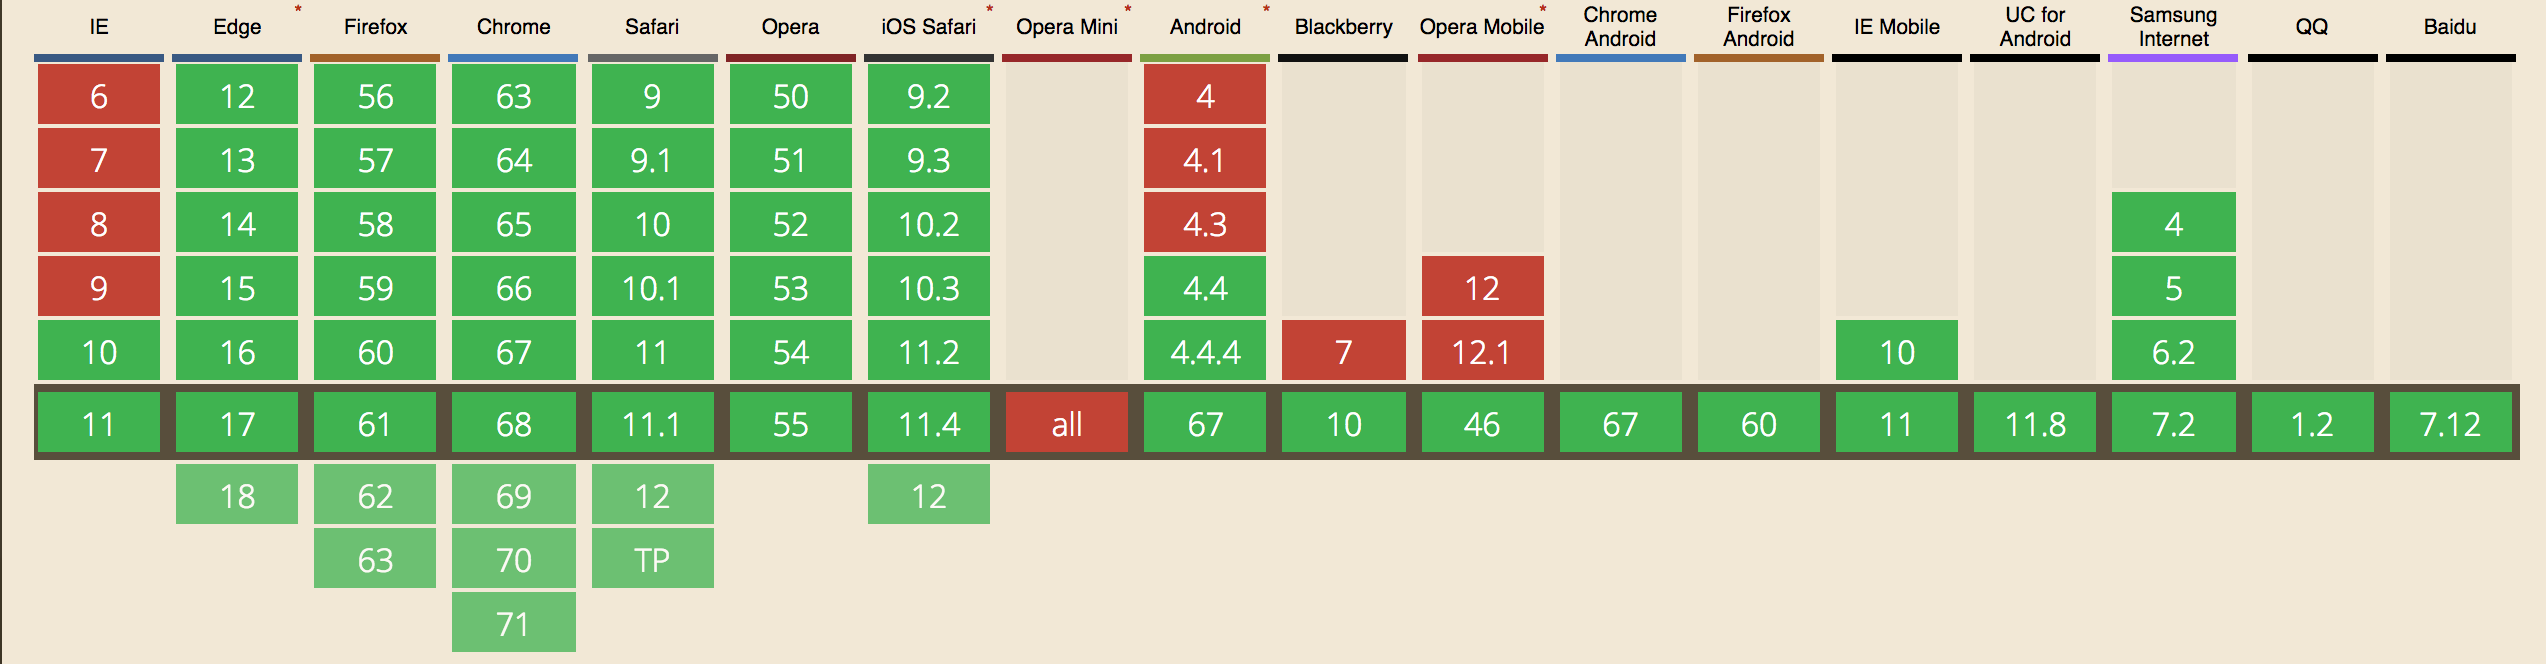 IE Edge * Firefox Chrome Safari Opera iOS Safari * Opera Mini * Android * Blackberry Opera Mobile * Chrome Android Firefox Android IE Mobile UC for Android Samsung Internet QQ Baidu
6 12 56 63 9 50 9.2 4
7 13 57 64 9.1 51 9.3 4.1
8 14 58 65 10 52 10.2 4.3 4
9 15 59 66 10.1 53 10.3 4.4 12 5
10 16 60 67 11 54 11.2 4.4.4 7 12.1 10 6.2
11 17 61 68 11.1 55 11.4 all 67 10 46 67 60 11 11.8 7.2 1.2 7.12
18 62 69 12 12
63 70 TP
71